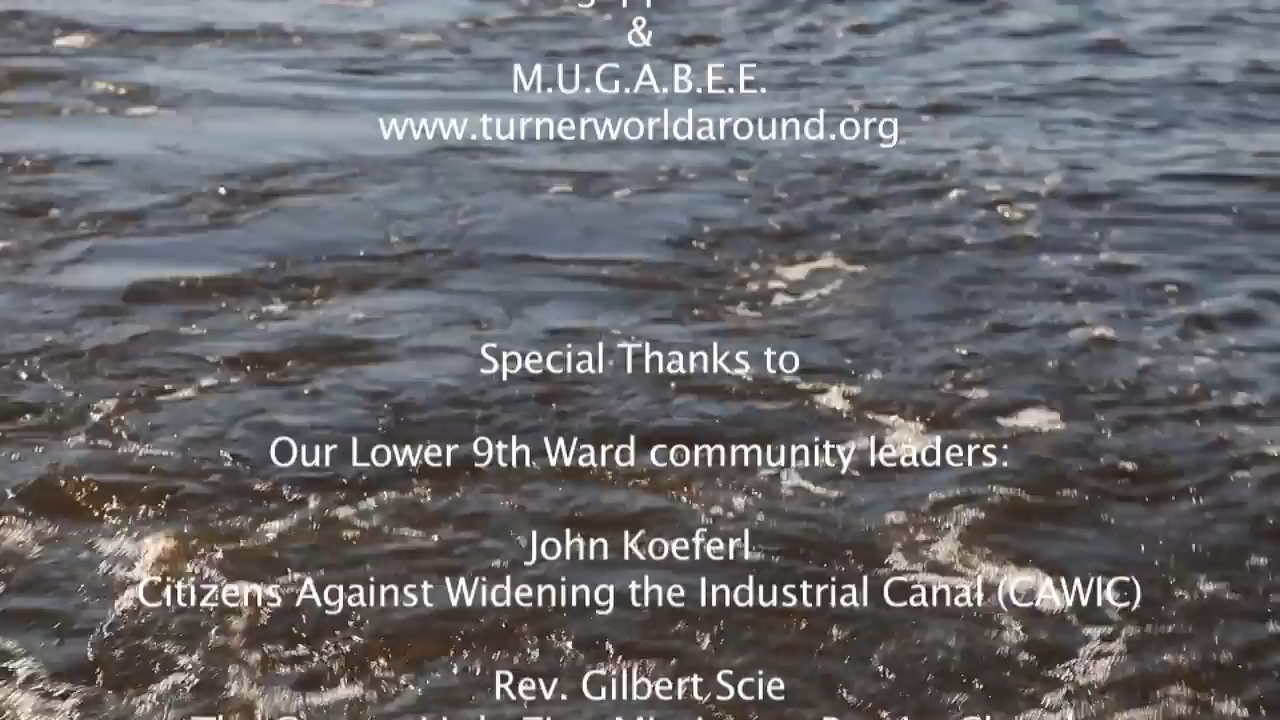 &
M.U.G.A.B.E.E.
www.turnerworldaround.org
Special Thanks to
Our Lower 9th Ward community leaders:
John Koeferl
Citizens Against Widening the Industrial Canal (CAWIC)
Rev. Gilbert Scie